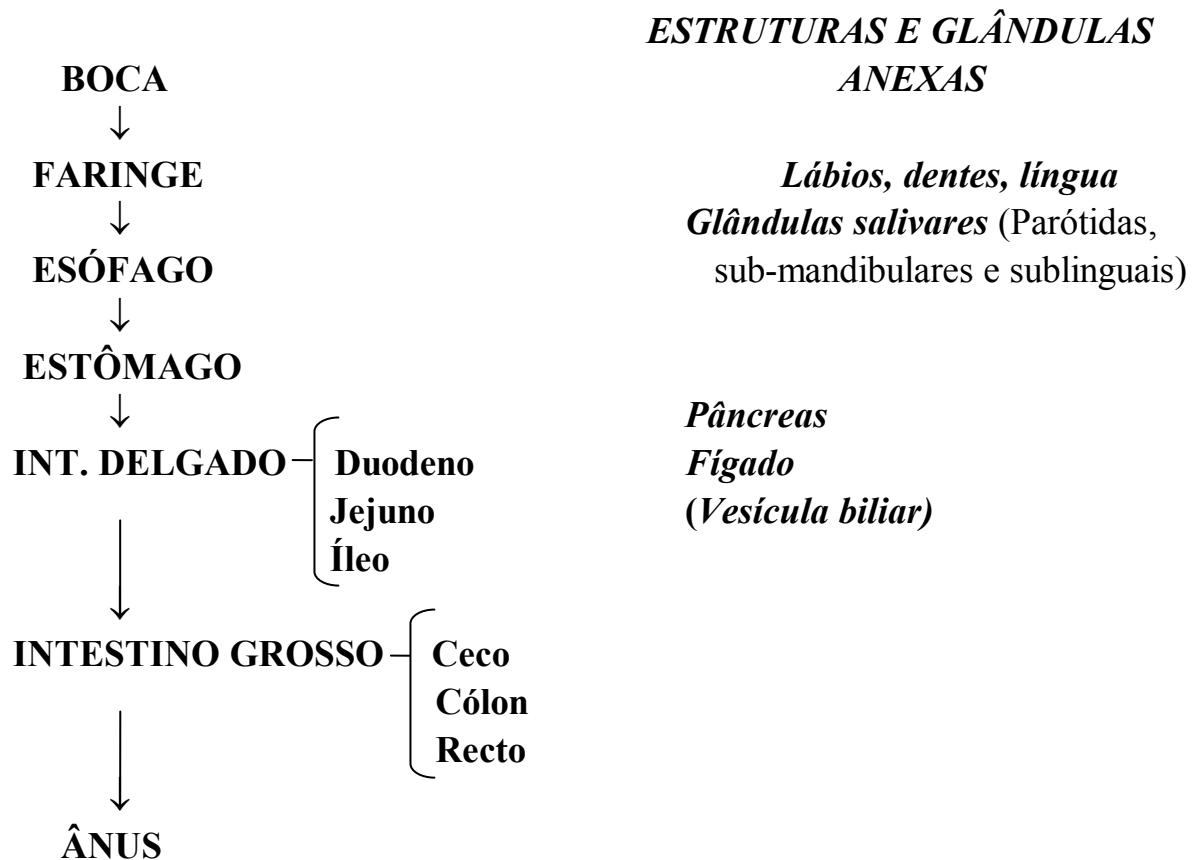 ESTRUTURAS E GLÂNDULAS
ANEXAS
BOCA
↓
FARINGE
↓
ESÓFAGO
↓
ESTÔMAGO
↓
INT. DELGADO
Duodeno
Jejuno
Íleo
↓
INTESTINO GROSSO
Ceco
Cólon
Recto
↓
ÂNUS
Lábios, dentes, língua
Glândulas salivares (Parótidas,
sub-mandibulares e sublinguais)
Pâncreas
Fígado
(Vesícula biliar)